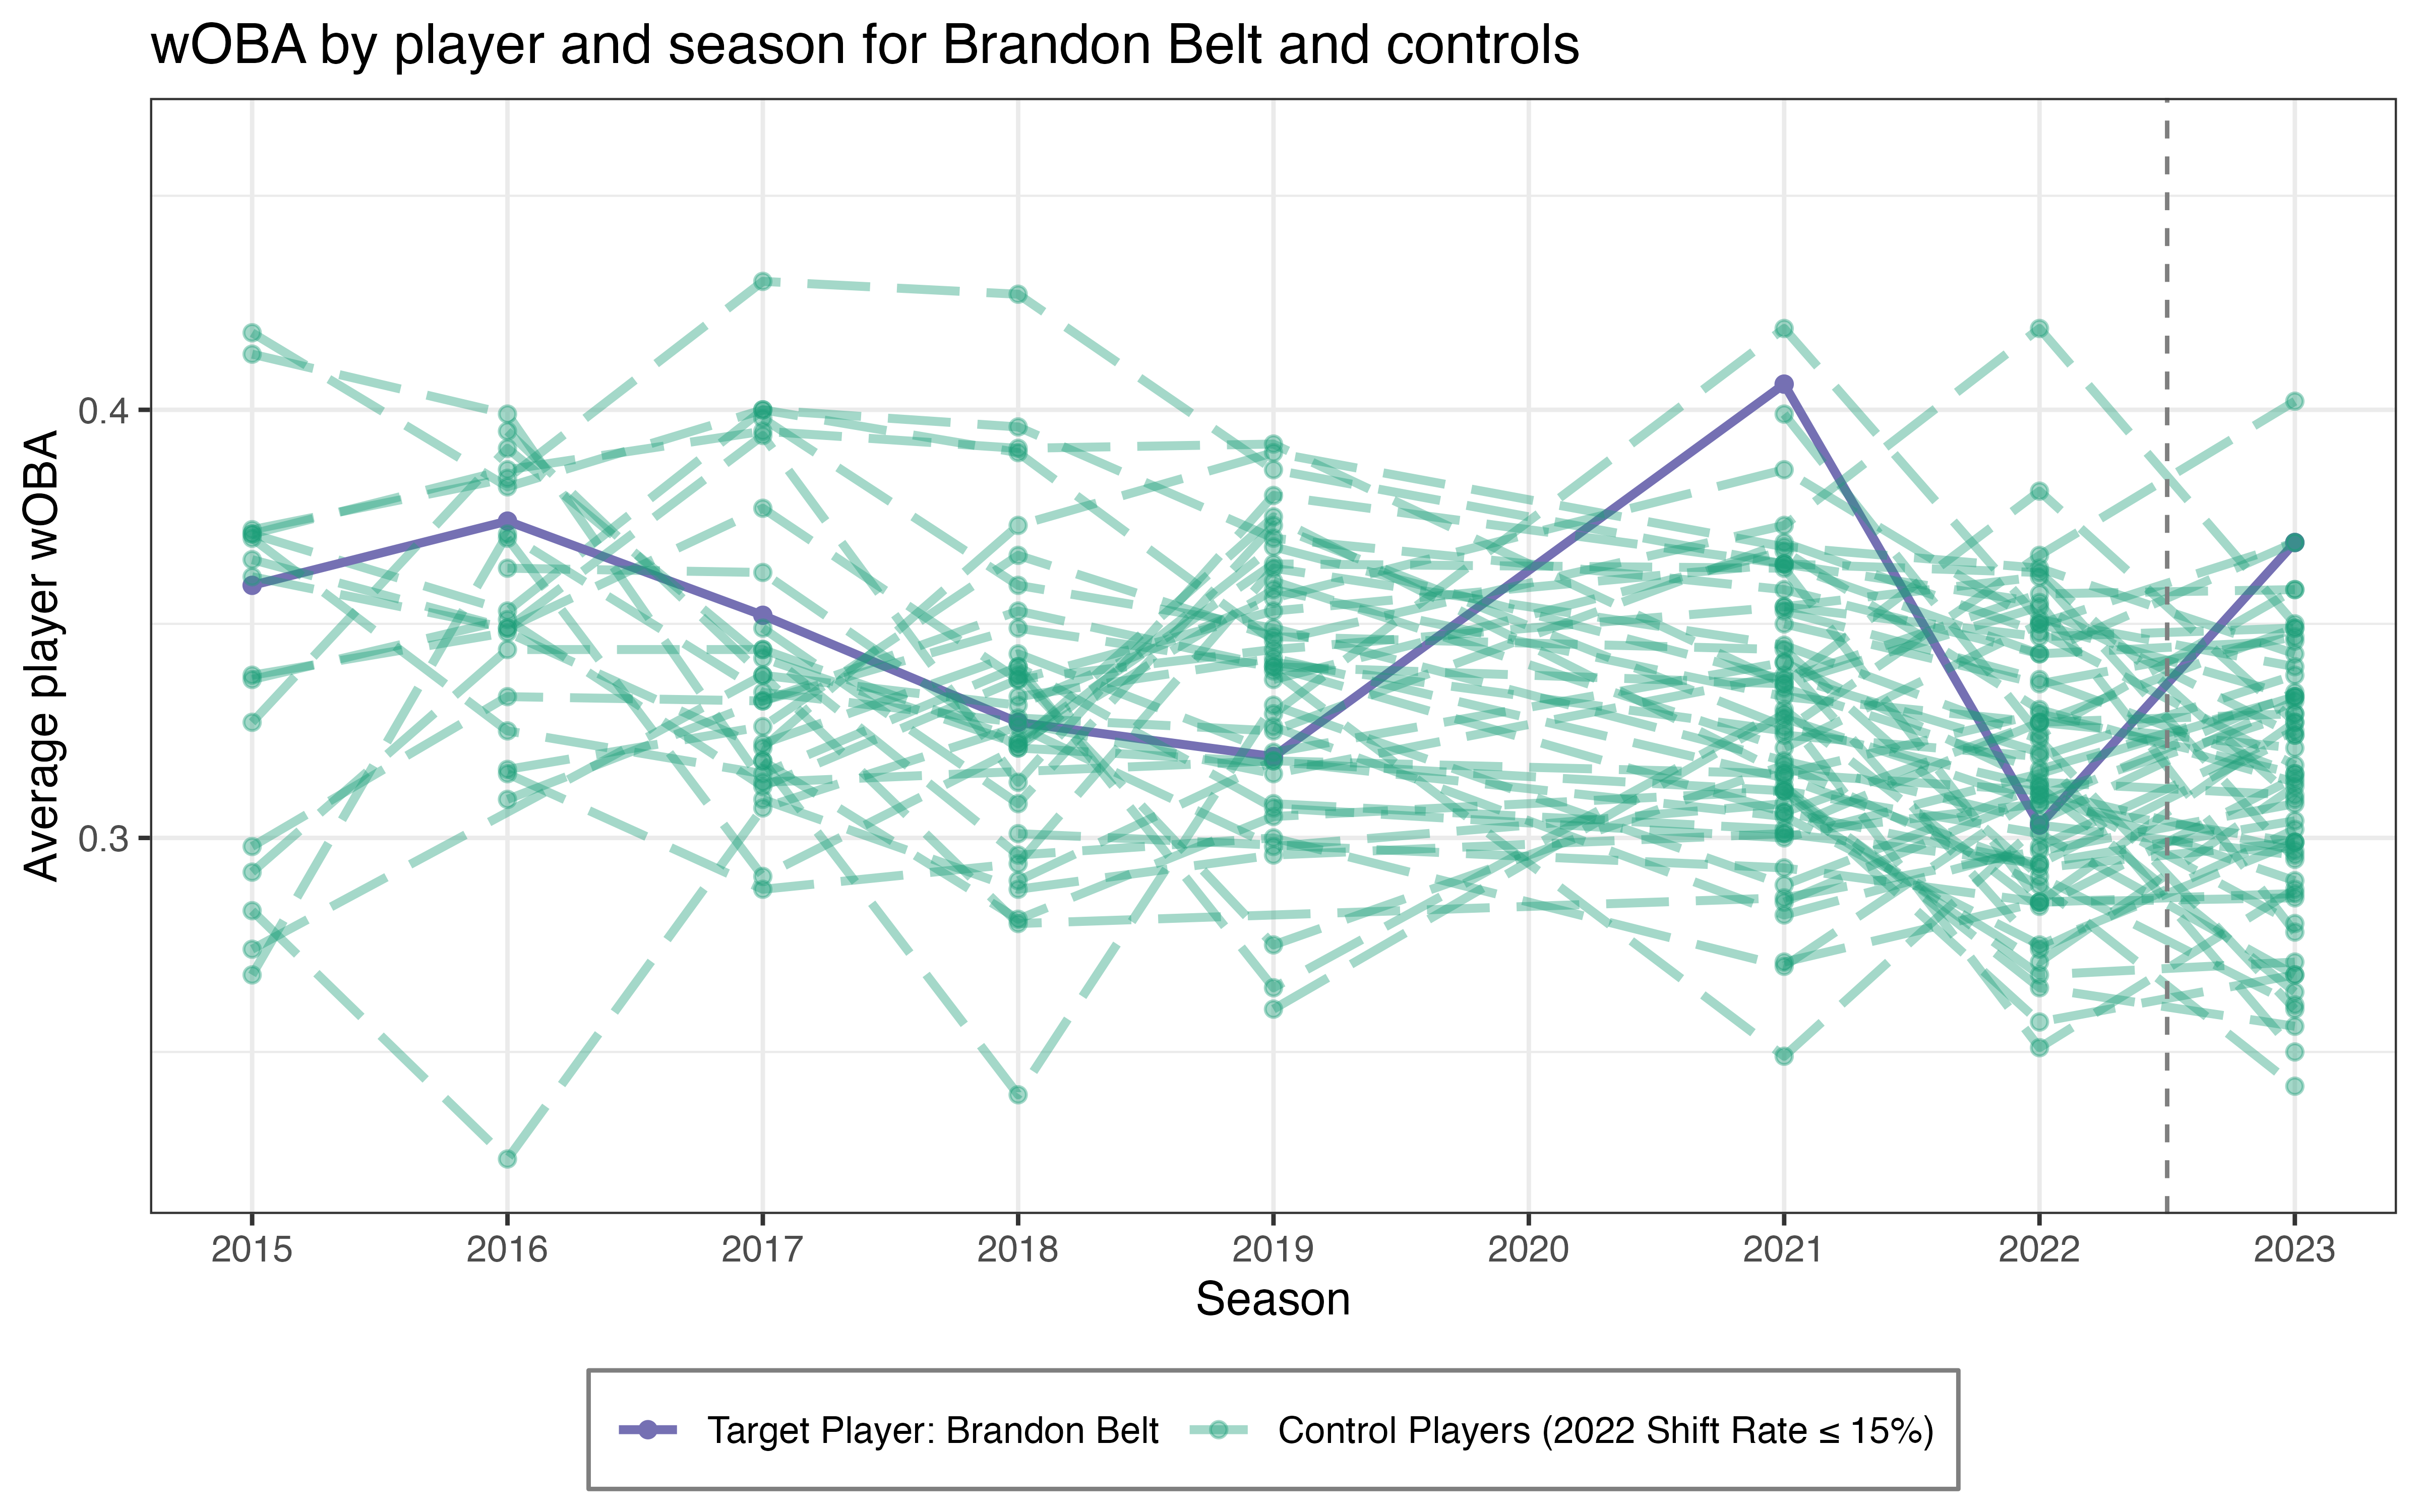 wOBA by player and season for Brandon Belt and controls
Average player wOBA
0.4
0.3
2015 2016 2017 2018 2019 2020 2021 2022 2023
Season
Target Player: Brandon Belt Control Players (2022 Shift Rate ≤ 15%)